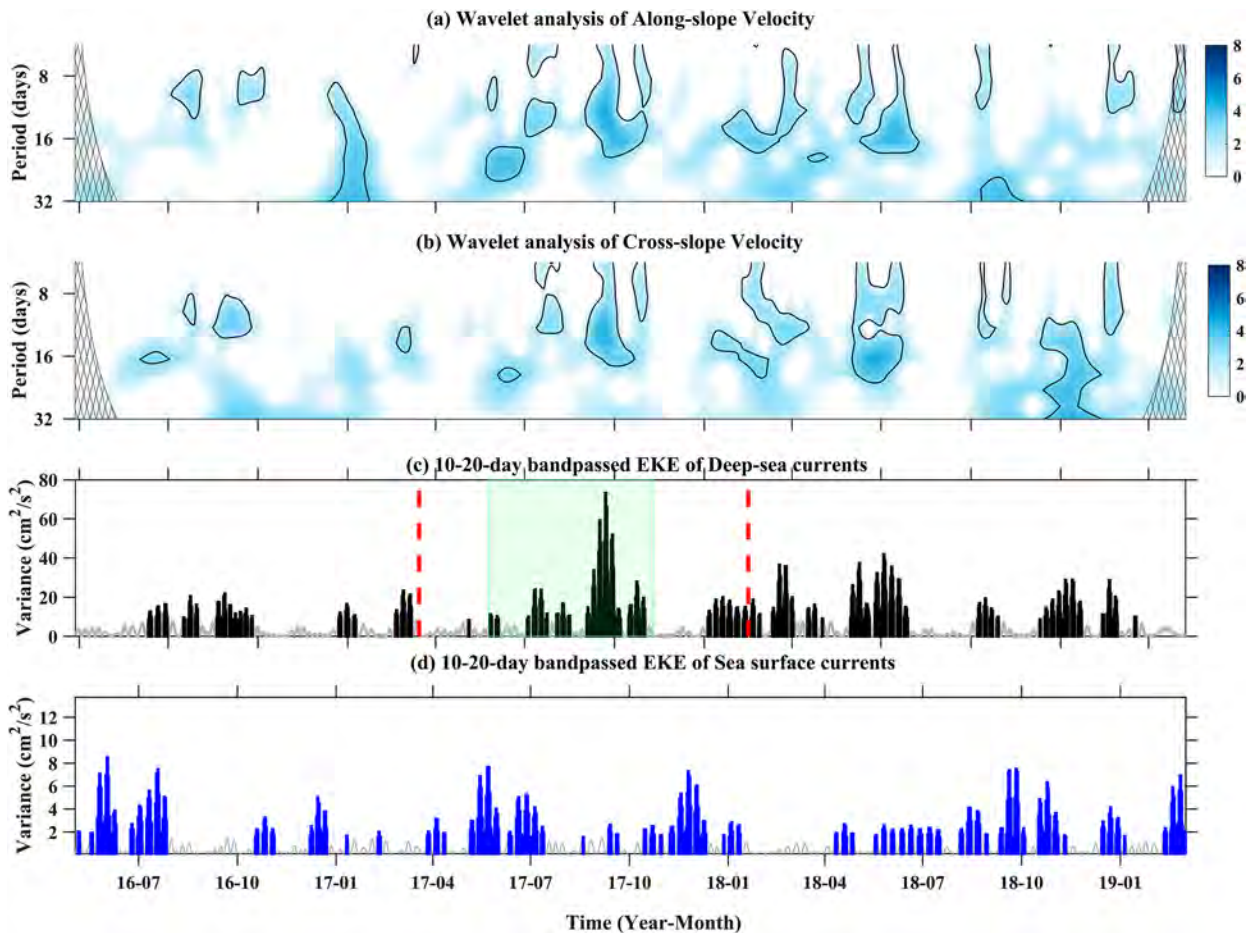 (a) Wavelet analysis of Along-slope Velocity
Period (days)
8
16
32
8
6
4
2
0
(b) Wavelet analysis of Cross-slope Velocity
Period (days)
8
16
32
8
6
4
2
0
(c) 10-20-day bandpassed EKE of Deep-sea currents
Variance (cm²/s²)
80
60
40
20
0
(d) 10-20-day bandpassed EKE of Sea surface currents
Variance (cm²/s²)
12
10
8
6
4
2
16-07 16-10 17-01 17-04 17-07 17-10 18-01 18-04 18-07 18-10 19-01
Time (Year-Month)